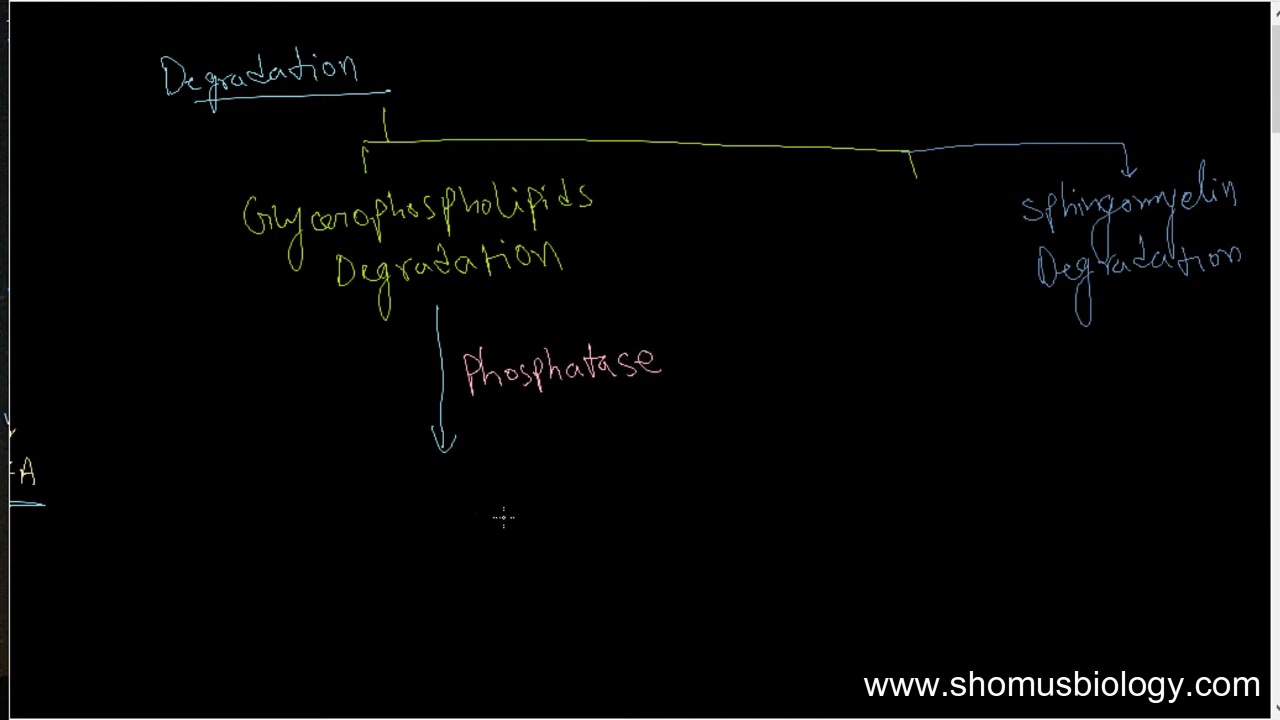 Degradation
Glycerophospholipids
Degradation
Sphingomyelin
Degradation
Phosphatase
A
www.shomusbiology.com